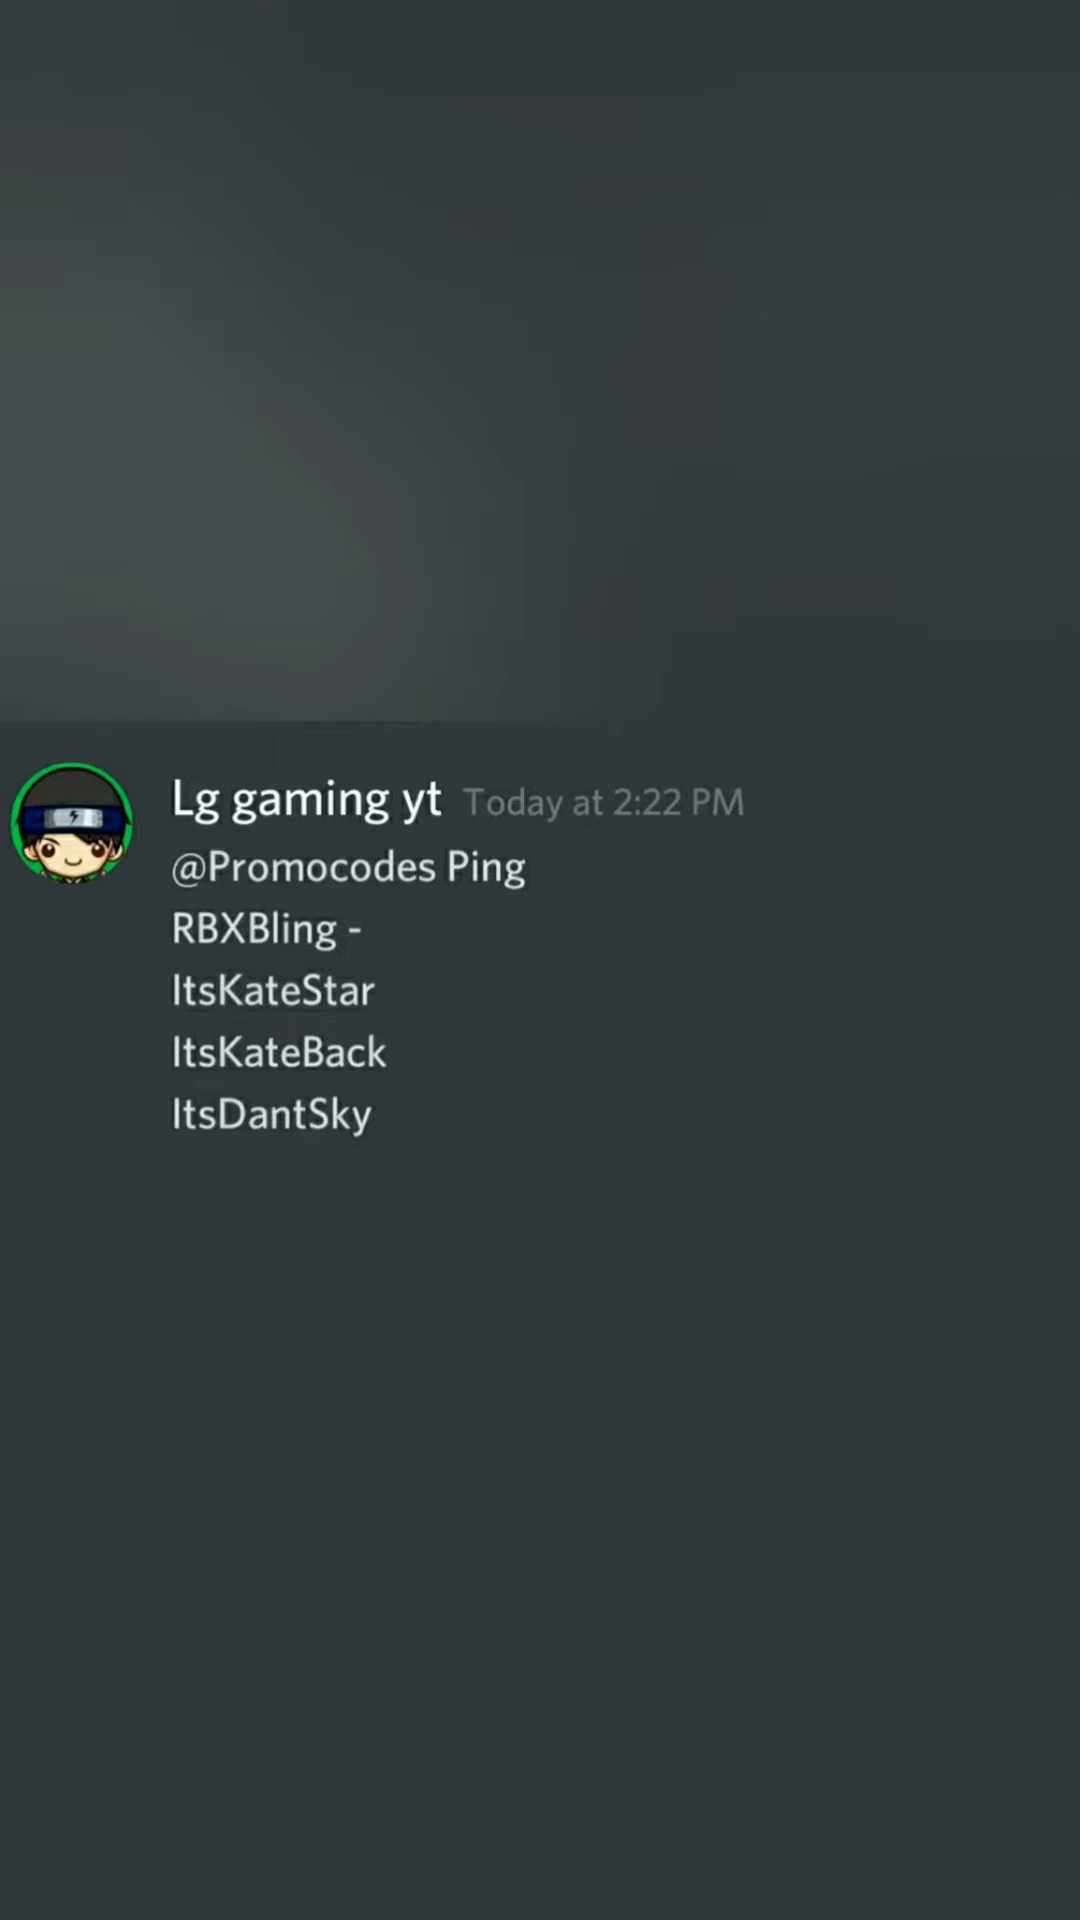 Lg gaming yt Today at 2:22 PM
@Promocodes Ping
RBXBling -
ItsKateStar
ItsKateBack
ItsDantSky